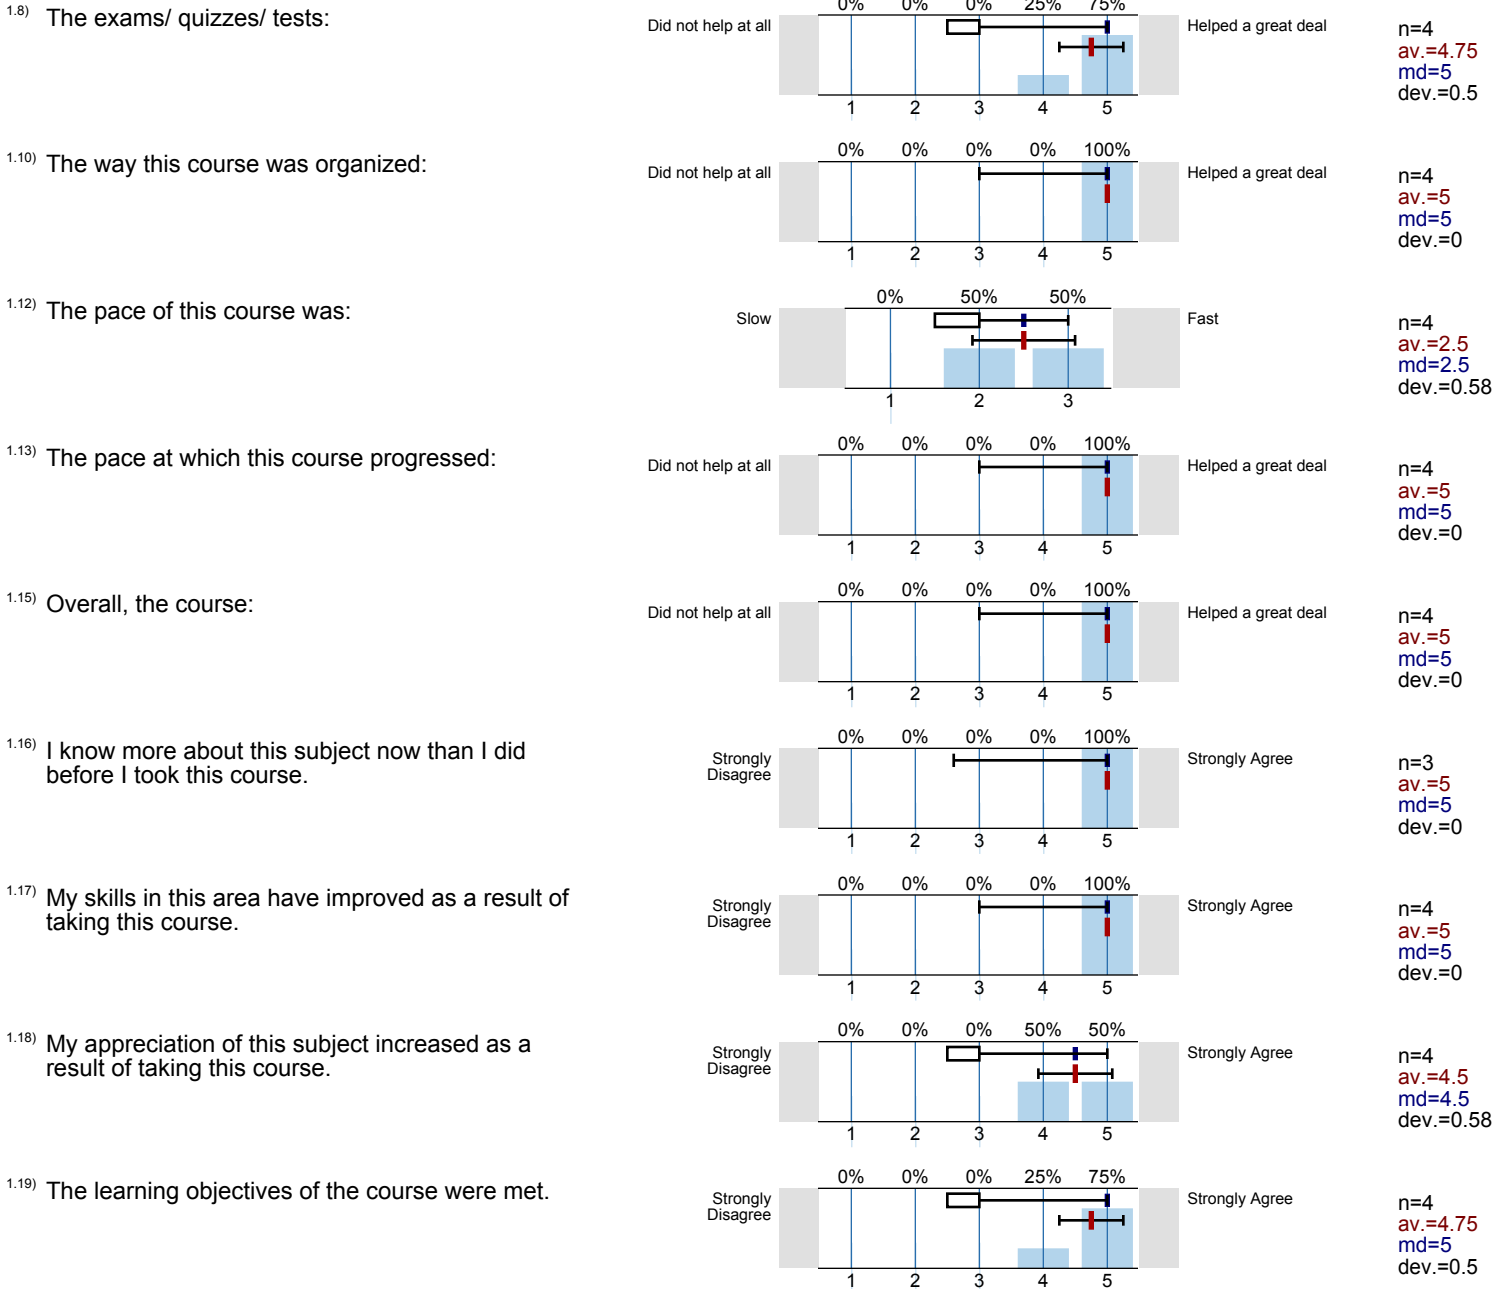 1.8) The exams/ quizzes/ tests:
0% 0% 0% 25% 75%
Did not help at all Helped a great deal
1 2 3 4 5
n=4
av.=4.75
md=5
dev.=0.5
1.10) The way this course was organized:
0% 0% 0% 0% 100%
Did not help at all Helped a great deal
1 2 3 4 5
n=4
av.=5
md=5
dev.=0
1.12) The pace of this course was:
0% 50% 50%
Slow Fast
1 2 3
n=4
av.=2.5
md=2.5
dev.=0.58
1.13) The pace at which this course progressed:
0% 0% 0% 0% 100%
Did not help at all Helped a great deal
1 2 3 4 5
n=4
av.=5
md=5
dev.=0
1.15) Overall, the course:
0% 0% 0% 0% 100%
Did not help at all Helped a great deal
1 2 3 4 5
n=4
av.=5
md=5
dev.=0
1.16) I know more about this subject now than I did
before I took this course.
0% 0% 0% 0% 100%
Strongly
Disagree
Strongly Agree
1 2 3 4 5
n=3
av.=5
md=5
dev.=0
1.17) My skills in this area have improved as a result of
taking this course.
0% 0% 0% 0% 100%
Strongly
Disagree
Strongly Agree
1 2 3 4 5
n=4
av.=5
md=5
dev.=0
1.18) My appreciation of this subject increased as a
result of taking this course.
0% 0% 0% 50% 50%
Strongly
Disagree
Strongly Agree
1 2 3 4 5
n=4
av.=4.5
md=4.5
dev.=0.58
1.19) The learning objectives of the course were met.
0% 0% 0% 25% 75%
Strongly
Disagree
Strongly Agree
1 2 3 4 5
n=4
av.=4.75
md=5
dev.=0.5